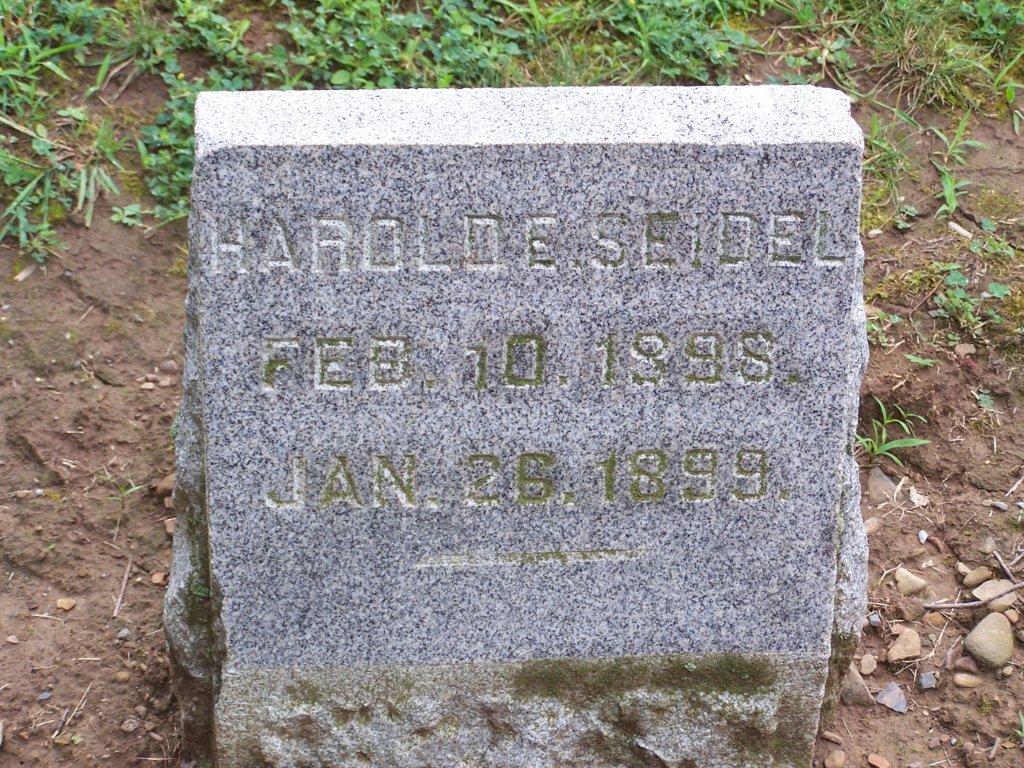 HAROLD E. SEIDEL
FEB. 10. 1898.
JAN. 26. 1899.